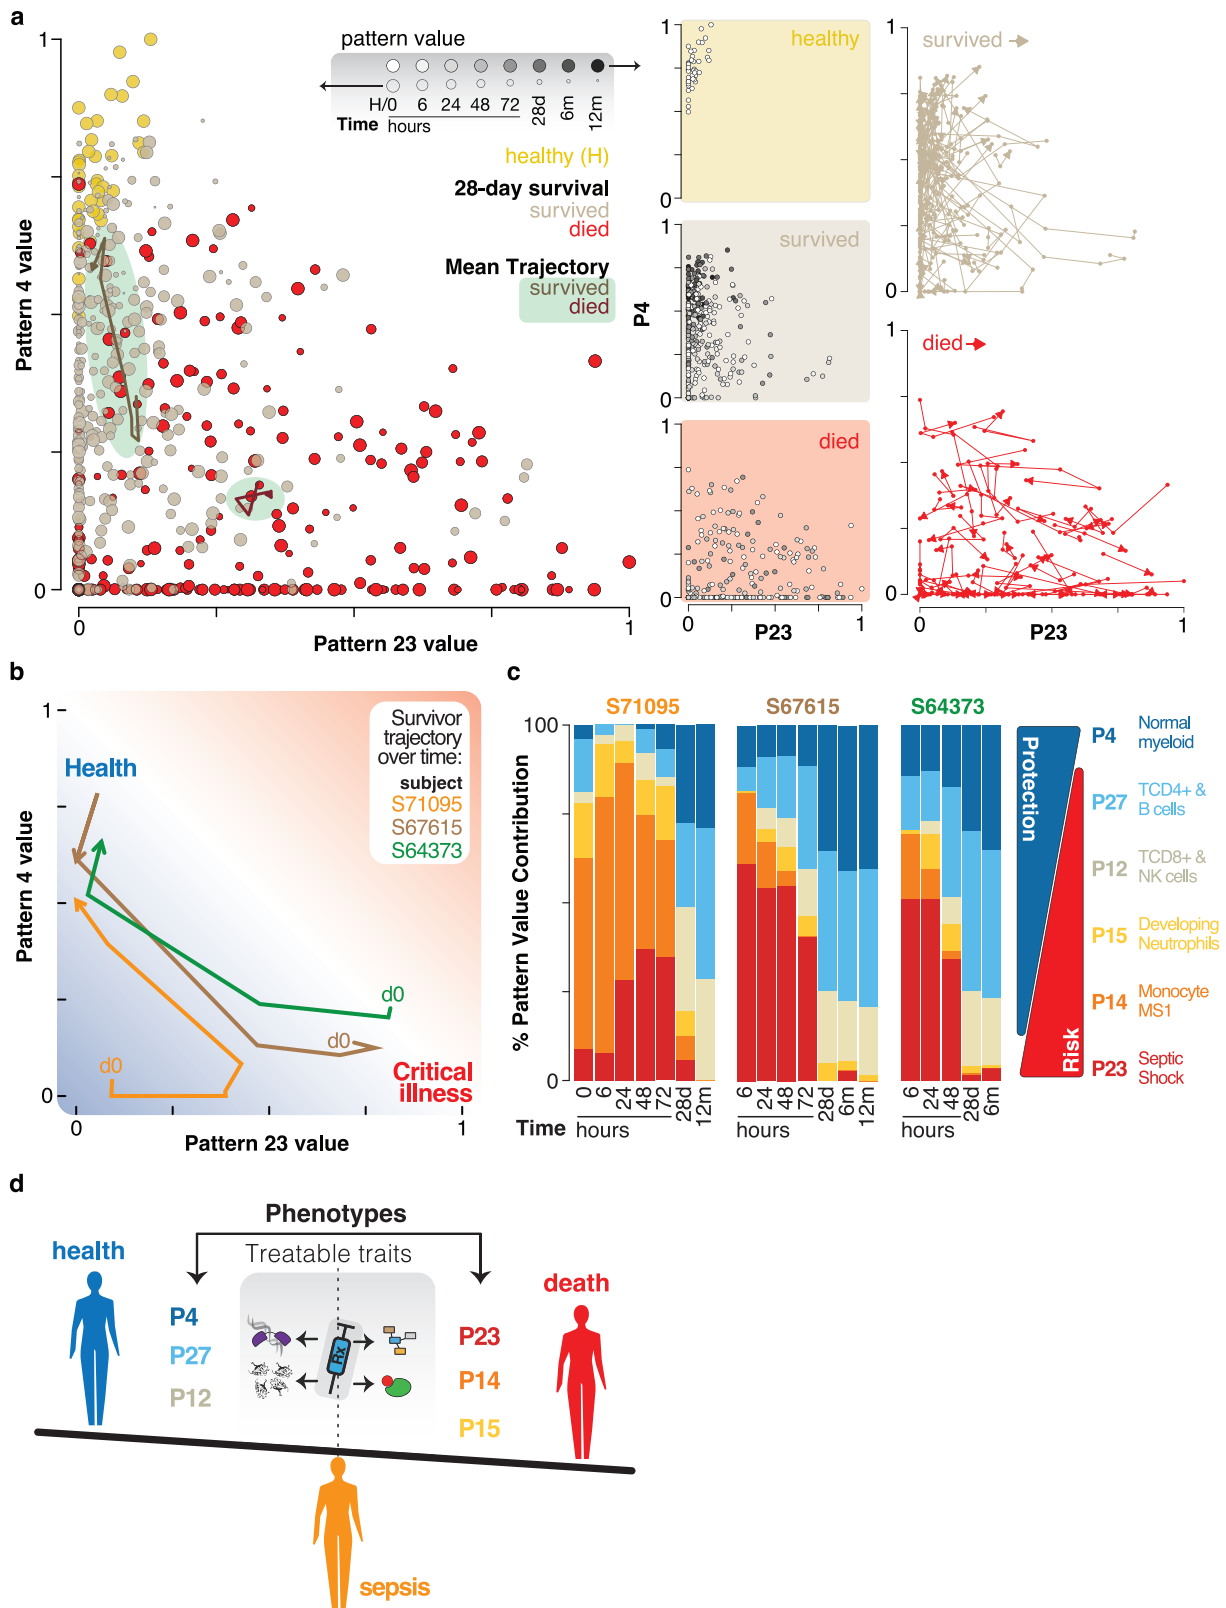 a
pattern value
H/0 6 24 48 72 28d 6m 12m
Time hours
healthy (H)
28-day survival
survived
died
Mean Trajectory
survived
died
Pattern 4 value
1
0
0
1
Pattern 23 value
1
healthy
0
1
survived
P4
0
1
died
0
0
1
P23
1
survived
0
1
died
0
0
1
P23
b
1
Health
Survivor
trajectory
over time:
subject
S71095
S67615
S64373
Pattern 4 value
d0
d0
d0
Critical
illness
0
0
1
Pattern 23 value
c
S71095
S67615
S64373
100
% Pattern Value Contribution
0
0 6 24 48 72 28d 12m
6 24 48 72 28d 6m 12m
6 24 48 28d 6m
Time hours hours hours
Protection
Risk
P4 Normal
myeloid
P27 TCD4+ &
B cells
P12 TCD8+ &
NK cells
P15 Developing
Neutrophils
P14 Monocyte
MS1
P23 Septic
Shock
d
Phenotypes
Treatable traits
health
death
P4
P27
P12
Rx
P23
P14
P15
sepsis